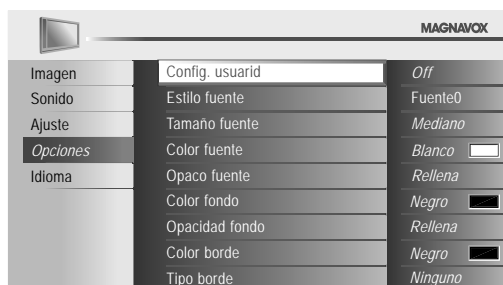 MAGNAVOX
Imagen
Sonido
Ajuste
Opciones
Idioma
Config. usuarid Off
Estilo fuente Fuente0
Tamaño fuente Mediano
Color fuente Blanco
Opaco fuente Rellena
Color fondo Negro
Opacidad fondo Rellena
Color borde Negro
Tipo borde Ninguno